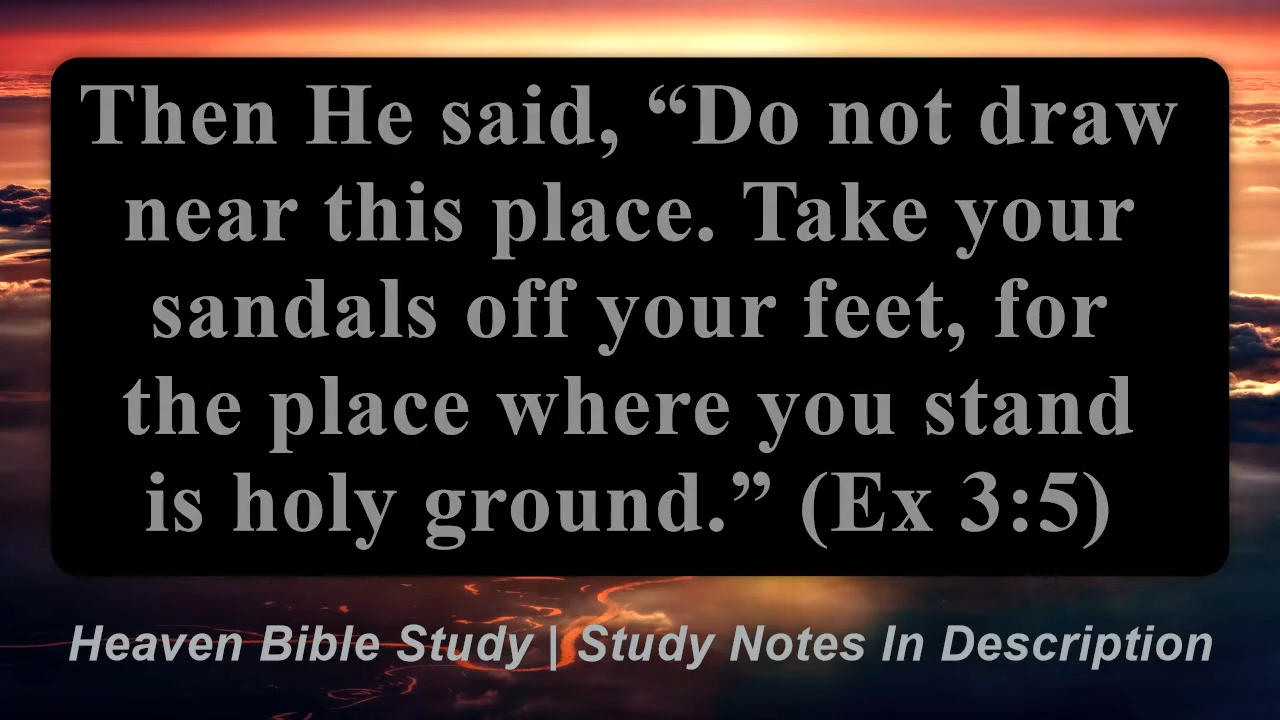 Then He said, “Do not draw
near this place. Take your
sandals off your feet, for
the place where you stand
is holy ground.” (Ex 3:5)
Heaven Bible Study | Study Notes In Description